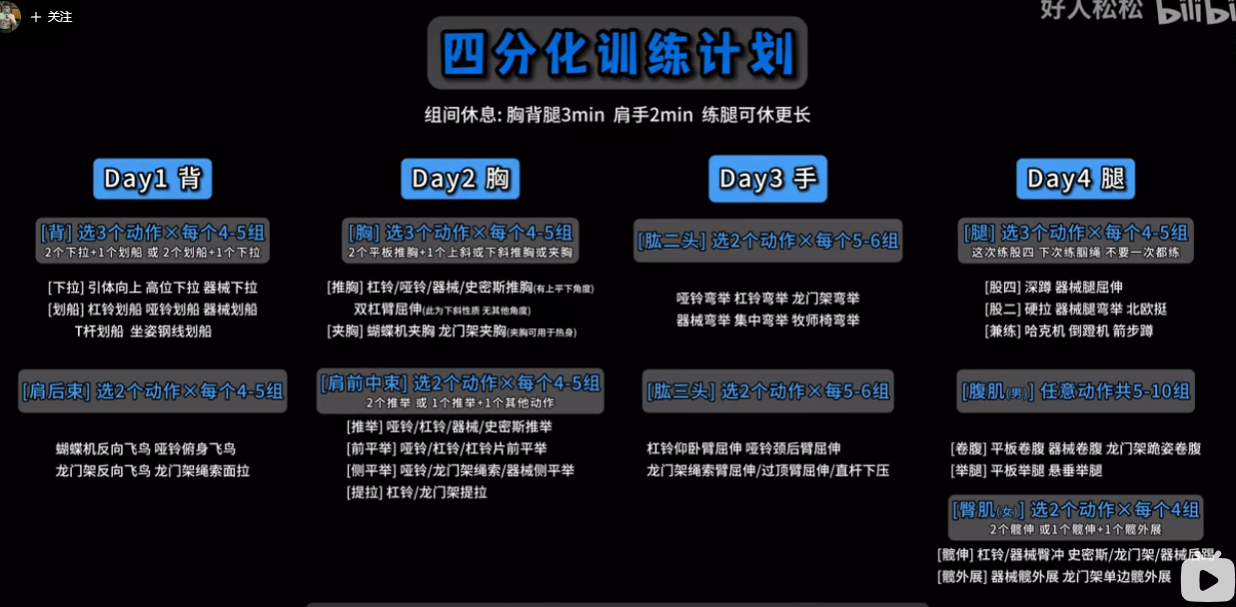 + 关注
好人松松 bilibi
四分化训练计划
组间休息: 胸背腿3min 肩手2min 练腿可休更长
Day1 背
[背] 选3个动作×每个4-5组
2个下拉+1个划船 或 2个划船+1个下拉
[下拉] 引体向上 高位下拉 器械下拉
[划船] 杠铃划船 哑铃划船 器械划船
T杆划船 坐姿钢线划船
[肩后束] 选2个动作×每个4-5组
蝴蝶机反向飞鸟 哑铃俯身飞鸟
龙门架反向飞鸟 龙门架绳索面拉
Day2 胸
[胸] 选3个动作×每个4-5组
2个平板推胸+1个上斜或下斜推胸或夹胸
[推胸] 杠铃/哑铃/器械/史密斯推胸(有上平下角度)
双杠臂屈伸(此为下斜性质 无其他角度)
[夹胸] 蝴蝶机夹胸 龙门架夹胸(夹胸可用于热身)
[肩前中束] 选2个动作×每个4-5组
2个推举 或 1个推举+1个其他动作
[推举] 哑铃/杠铃/器械/史密斯推举
[前平举] 哑铃/杠铃/杠铃片前平举
[侧平举] 哑铃/龙门架绳索/器械侧平举
[提拉] 杠铃/龙门架提拉
Day3 手
[肱二头] 选2个动作×每个5-6组
哑铃弯举 杠铃弯举 龙门架弯举
器械弯举 集中弯举 牧师椅弯举
[肱三头] 选2个动作×每5-6组
杠铃仰卧臂屈伸 哑铃颈后臂屈伸
龙门架绳索臂屈伸/过顶臂屈伸/直杆下压
Day4 腿
[腿] 选3个动作×每个4-5组
这次练股四 下次练腘绳 不要一次都练
[股四] 深蹲 器械腿屈伸
[股二] 硬拉 器械腿弯举 北欧挺
[兼练] 哈克机 倒蹬机 箭步蹲
[腹肌(男)] 任意动作共5-10组
[卷腹] 平板卷腹 器械卷腹 龙门架跪姿卷腹
[举腿] 平板举腿 悬垂举腿
[臀肌(女)] 选2个动作×每个4组
2个髋伸 或1个髋伸+1个髋外展
[髋伸] 杠铃/器械臀冲 史密斯/龙门架/器械后踢
[髋外展] 器械髋外展 龙门架单边髋外展